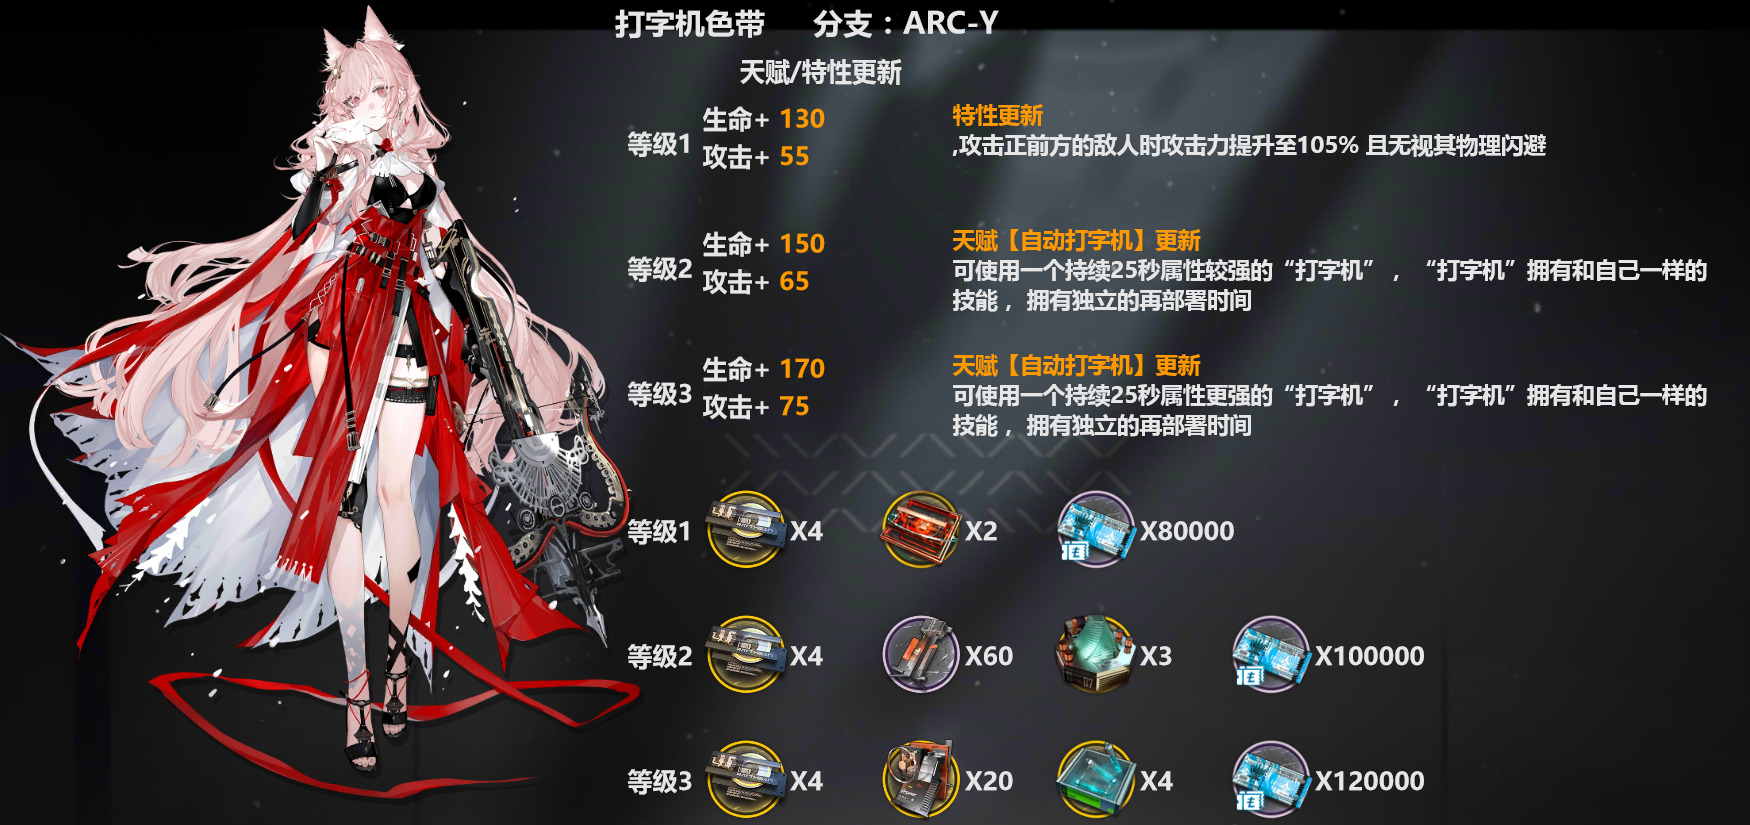 打字机色带 分支：ARC-Y
天赋/特性更新
等级1
生命+ 130
攻击+ 55
特性更新
,攻击正前方的敌人时攻击力提升至105% 且无视其物理闪避
等级2
生命+ 150
攻击+ 65
天赋【自动打字机】更新
可使用一个持续25秒属性较强的“打字机”，“打字机”拥有和自己一样的
技能，拥有独立的再部署时间
等级3
生命+ 170
攻击+ 75
天赋【自动打字机】更新
可使用一个持续25秒属性更强的“打字机”，“打字机”拥有和自己一样的
技能，拥有独立的再部署时间
等级1 X4 X2 X80000
等级2 X4 X60 X3 X100000
等级3 X4 X20 X4 X120000